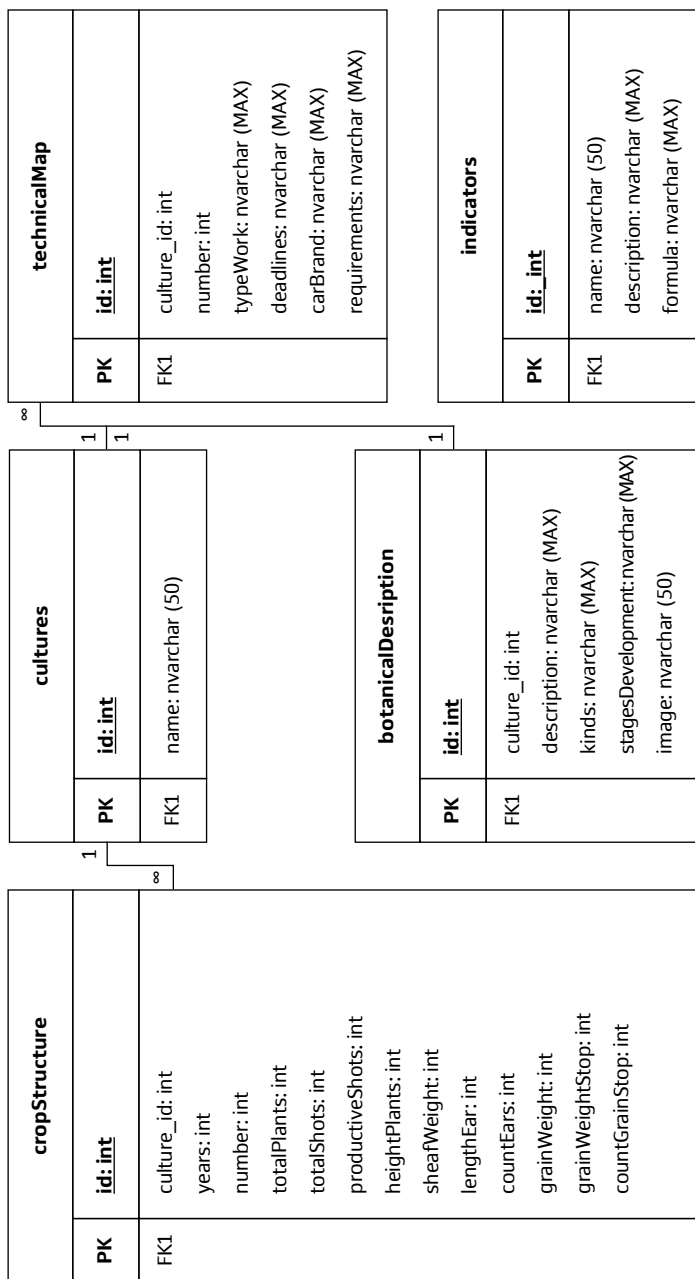 cropStructure
PK
id: int
FK1
culture_id: int
years: int
number: int
totalPlants: int
totalShots: int
productiveShots: int
heightPlants: int
sheafWeight: int
lengthEar: int
countEars: int
grainWeight: int
grainWeightStop: int
countGrainStop: int
1
∞
cultures
PK
id: int
FK1
name: nvarchar (50)
1
1
∞
botanicalDesription
PK
id: int
FK1
culture_id: int
description: nvarchar (MAX)
kinds: nvarchar (MAX)
stagesDevelopment:nvarchar (MAX)
image: nvarchar (50)
1
technicalMap
PK
id: int
FK1
culture_id: int
number: int
typeWork: nvarchar (MAX)
deadlines: nvarchar (MAX)
carBrand: nvarchar (MAX)
requirements: nvarchar (MAX)
indicators
PK
id:_int
FK1
name: nvarchar (50)
description: nvarchar (MAX)
formula: nvarchar (MAX)